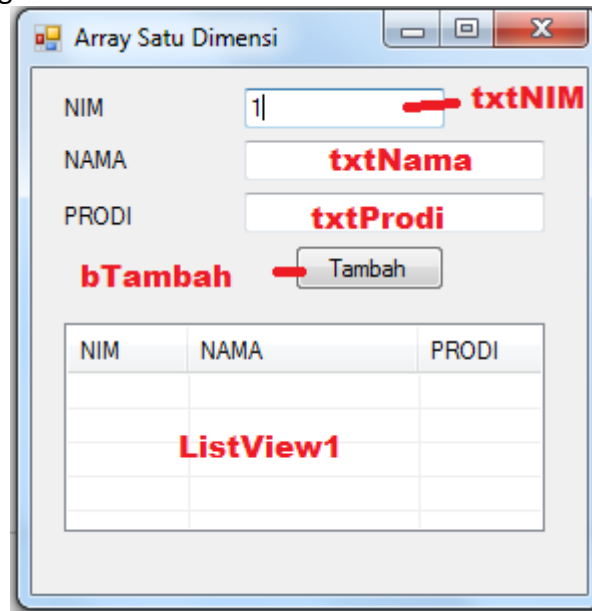 Array Satu Dimensi
NIM 1 txtNIM
NAMA txtNama
PRODI txtProdi
bTambah Tambah
NIM NAMA PRODI
ListView1